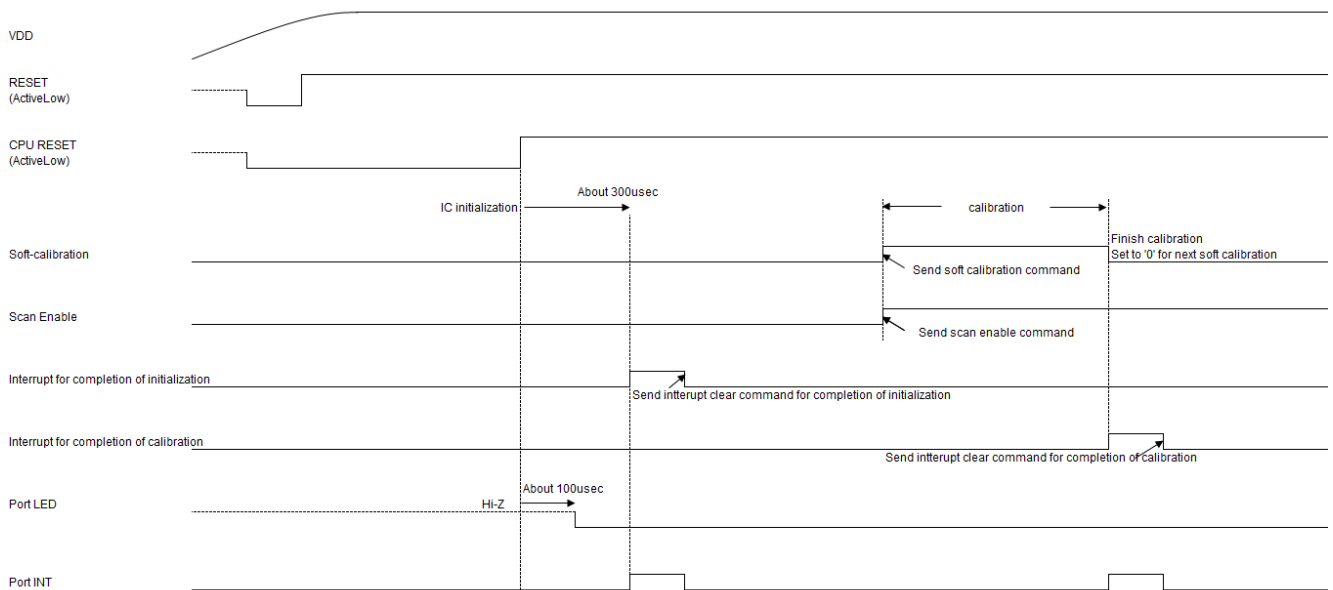 VDD
RESET
(ActiveLow)
CPU RESET
(ActiveLow)
About 300usec
IC initialization
calibration
Finish calibration
Set to '0' for next soft calibration
Soft-calibration
Send soft calibration command
Scan Enable
Send scan enable command
Interrupt for completion of initialization
Send intterupt clear command for completion of initialization
Interrupt for completion of calibration
Send intterupt clear command for completion of calibration
About 100usec
Port LED
Hi-Z
Port INT